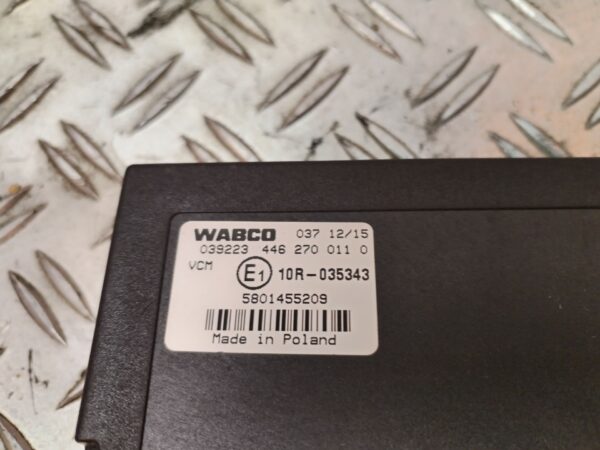 WABCO 037 12/15
039223 446 270 011 0
VCM E1 10R-035343
5801455209
Made in Poland